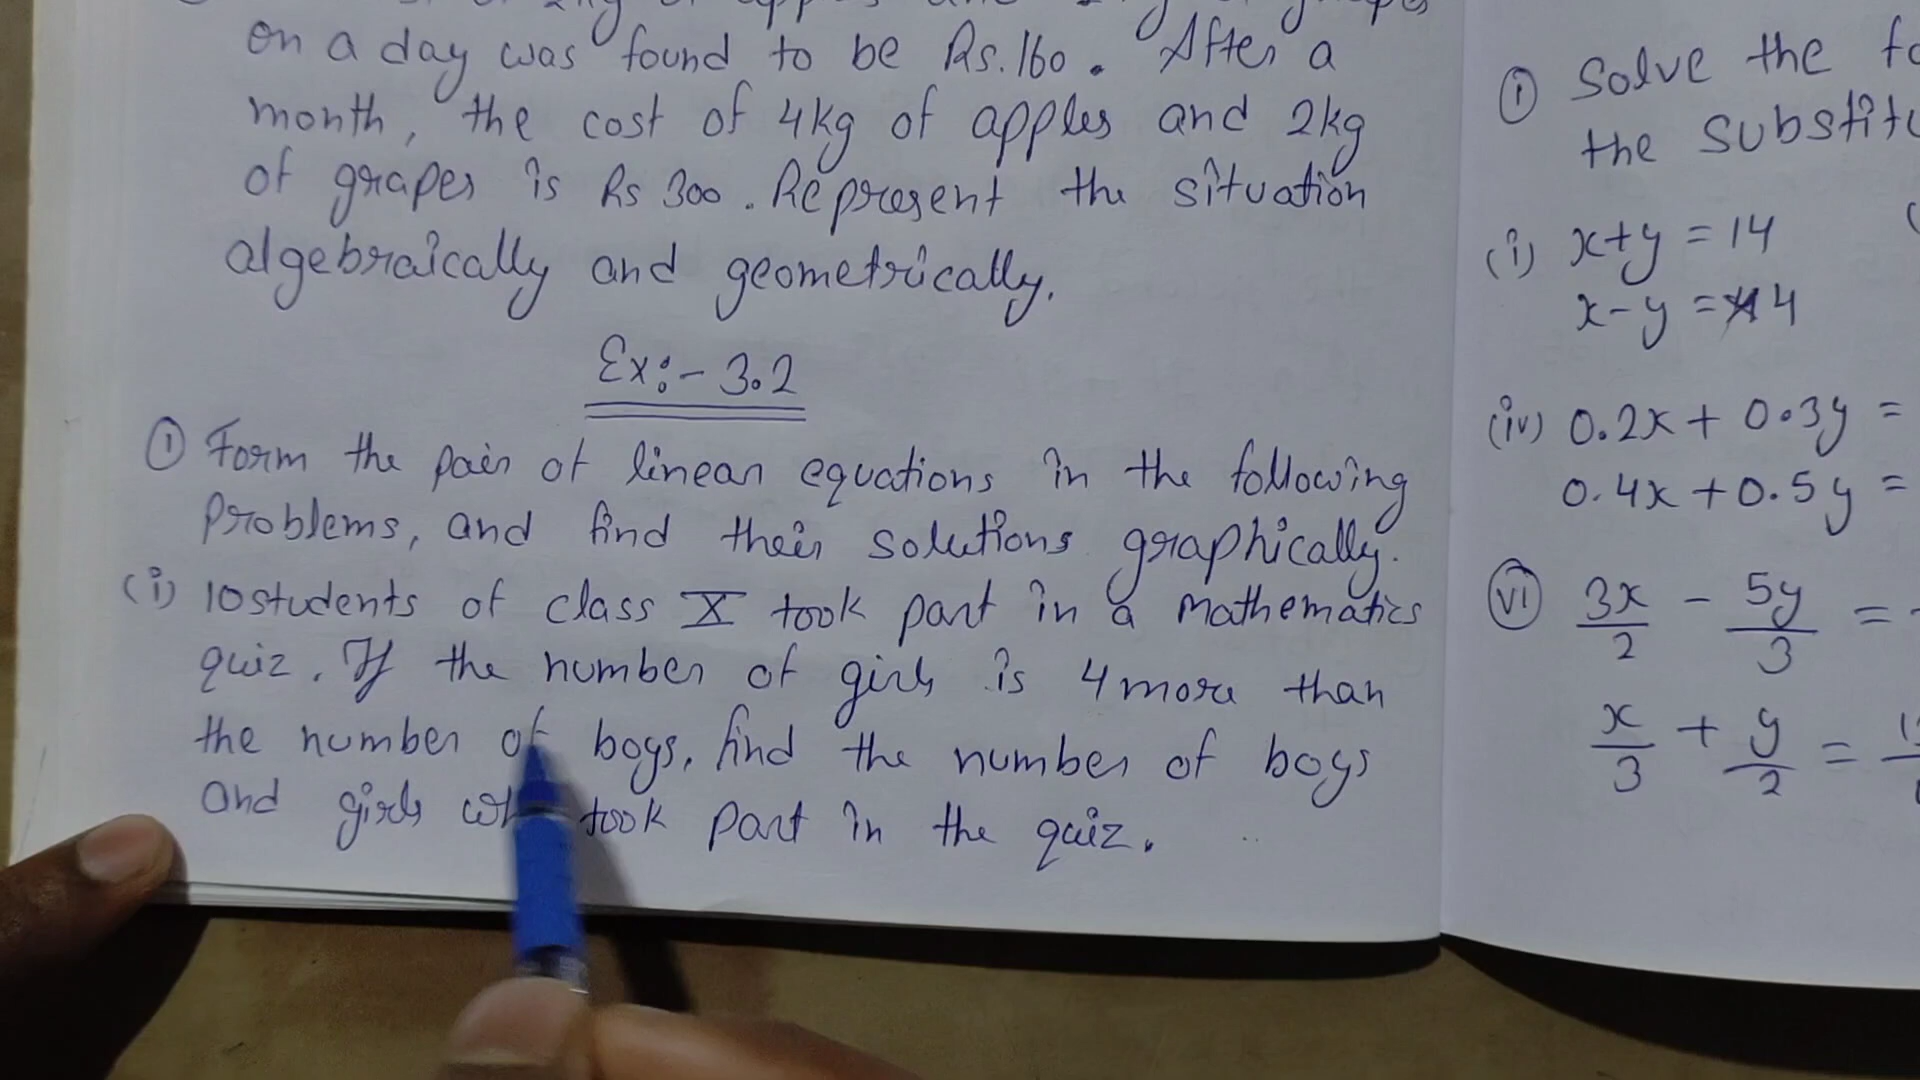 on a day was found to be Rs.160. After a
month, the cost of 4kg of apples and 2kg
of grapes is Rs 300. Represent the situation
algebraically and geometrically.
Ex:- 3.2
① Form the pair of linear equations in the following
problems, and find their solutions graphically.
(i) 10 students of class X took part in a mathematics
quiz. If the number of girls is 4 more than
the number of boys, find the number of boys
and girls took part in the quiz.
① Solve the
the
(i) x+y = 14
x-y = 4
(iv) 0.2x + 0.3y =
0.4x + 0.5y =
(vi) 3x/2 - 5y/3 =
x/3 + y/2 =